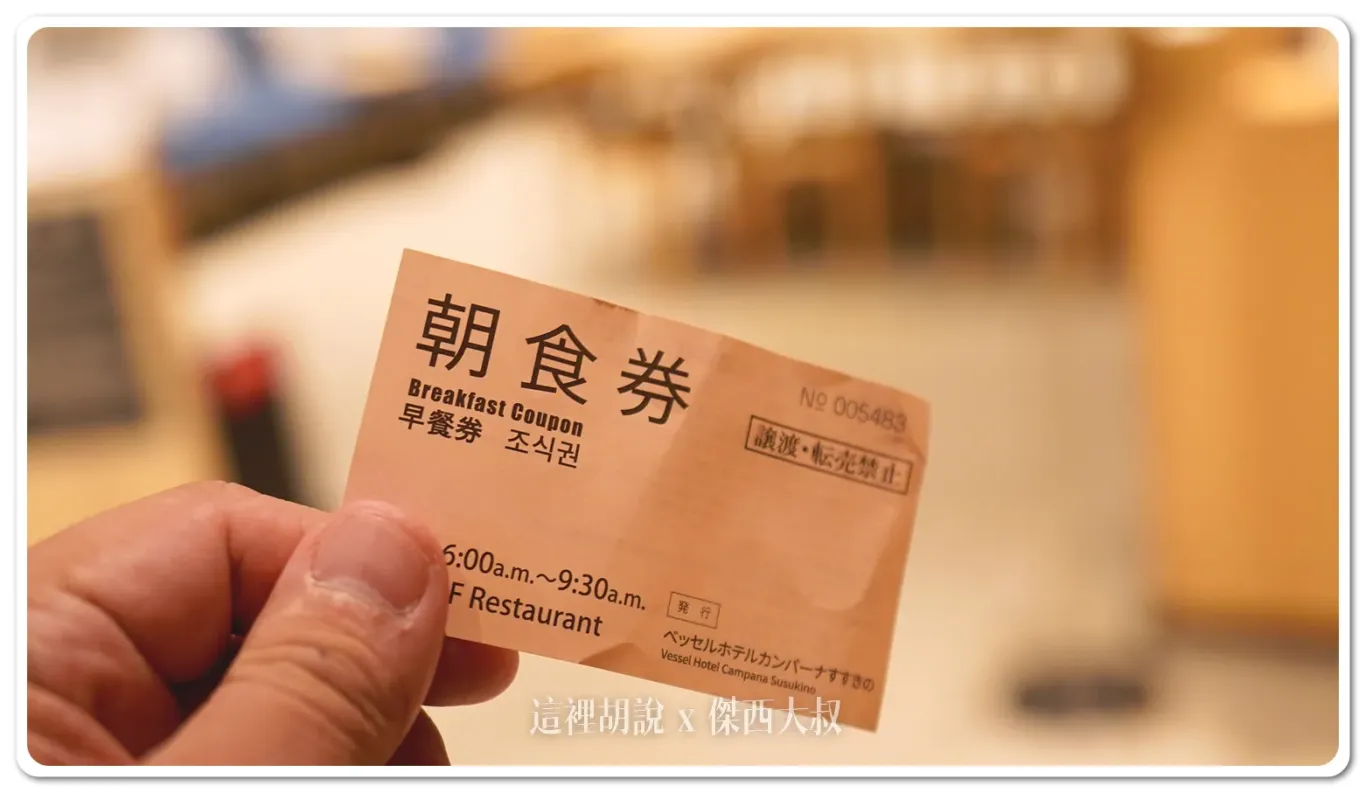 朝食券
Breakfast Coupon
早餐券 조식권
№ 005483
譲渡・転売禁止
6:00a.m.～9:30a.m.
F Restaurant
発行
ベッセルホテルカンパーナすすきの
Vessel Hotel Campana Susukino
這裡胡說 x 傑西大叔